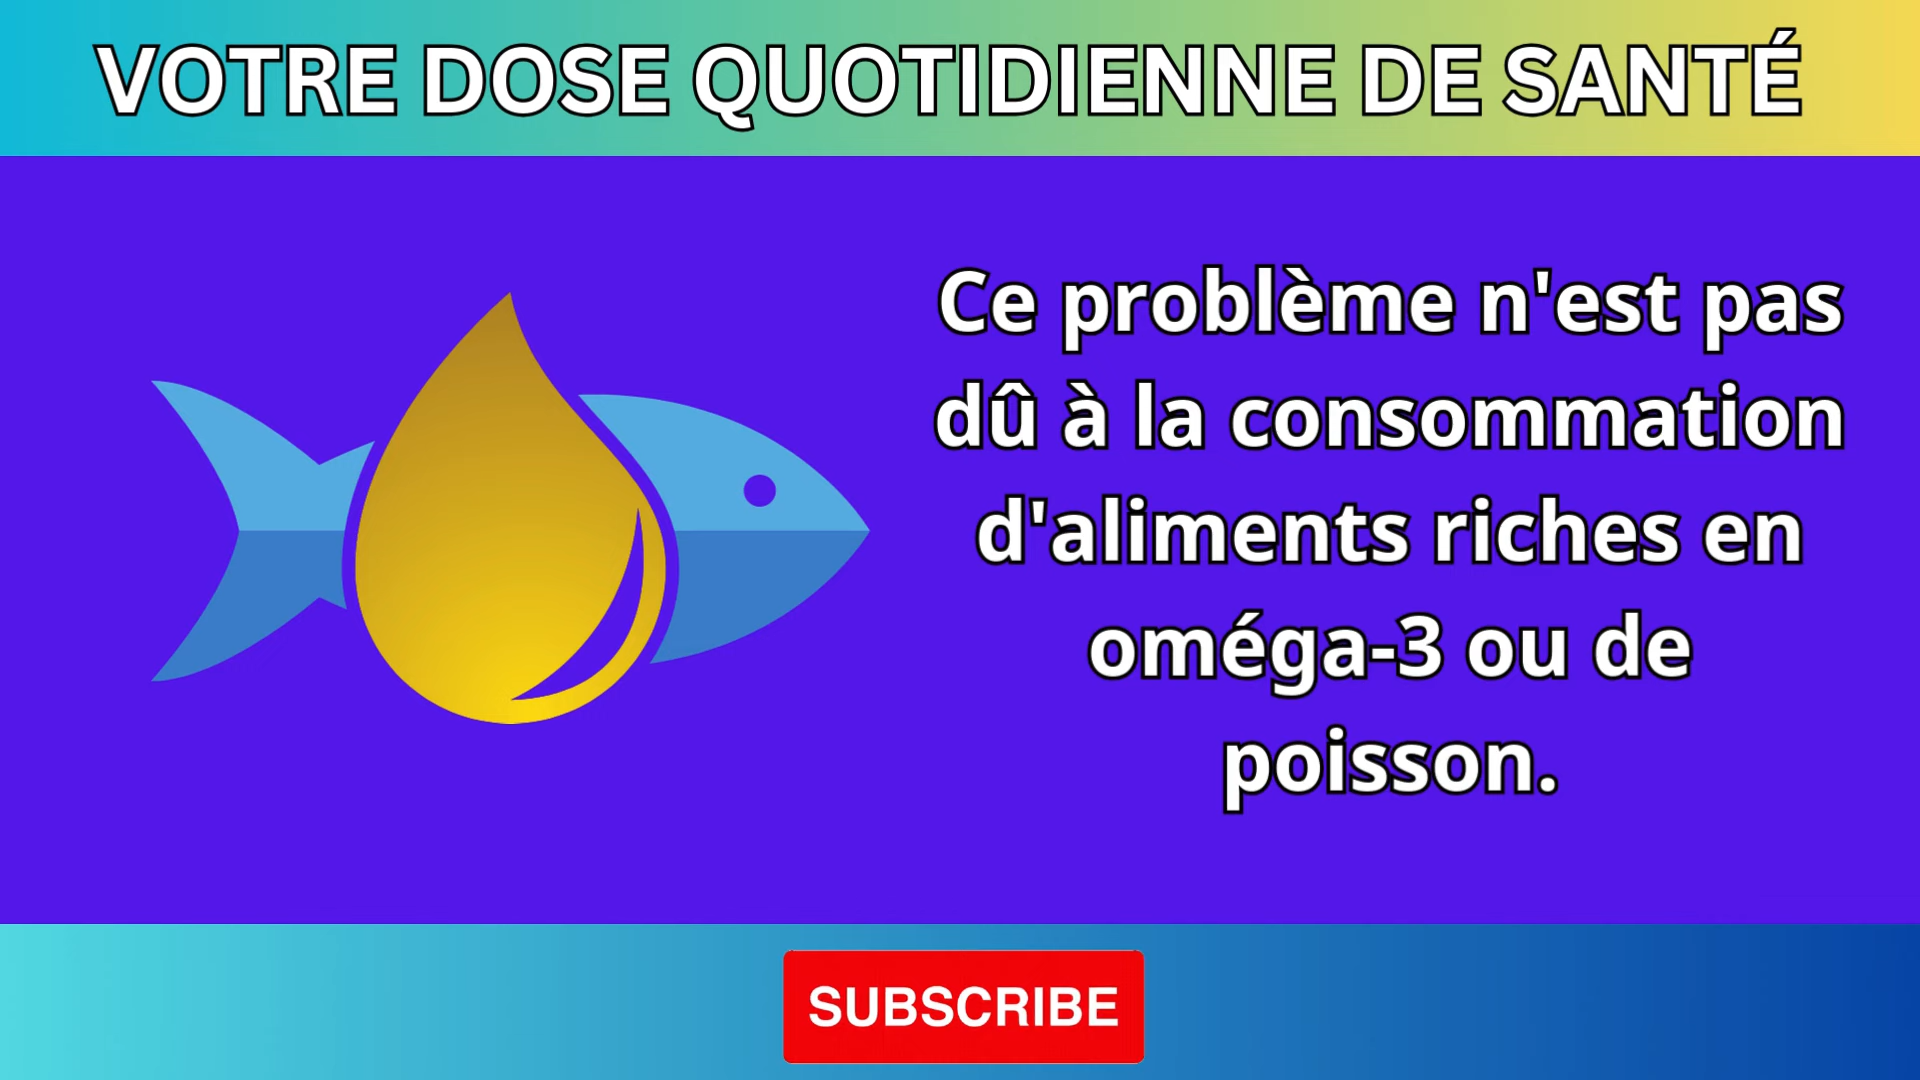 VOTRE DOSE QUOTIDIENNE DE SANTÉ
Ce problème n'est pas
dû à la consommation
d'aliments riches en
oméga-3 ou de
poisson.
SUBSCRIBE